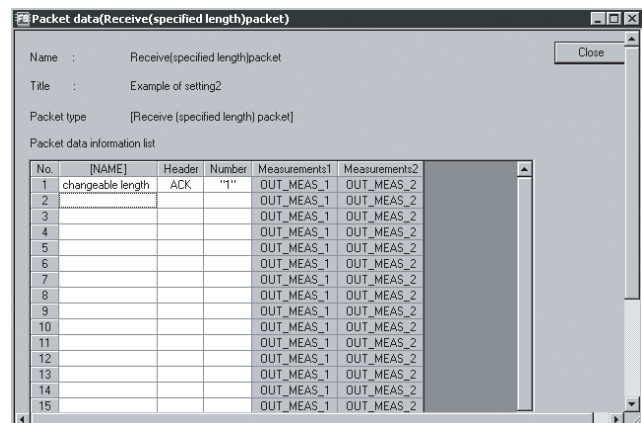 FB Packet data(Receive(specified length)packet)
Close
Name : Receive(specified length)packet
Title : Example of setting2
Packet type [Receive (specified length) packet]
Packet data information list
No. [NAME] Header Number Measurements1 Measurements2
1 changeable length ACK "1" OUT_MEAS_1 OUT_MEAS_2
2 OUT_MEAS_1 OUT_MEAS_2
3 OUT_MEAS_1 OUT_MEAS_2
4 OUT_MEAS_1 OUT_MEAS_2
5 OUT_MEAS_1 OUT_MEAS_2
6 OUT_MEAS_1 OUT_MEAS_2
7 OUT_MEAS_1 OUT_MEAS_2
8 OUT_MEAS_1 OUT_MEAS_2
9 OUT_MEAS_1 OUT_MEAS_2
10 OUT_MEAS_1 OUT_MEAS_2
11 OUT_MEAS_1 OUT_MEAS_2
12 OUT_MEAS_1 OUT_MEAS_2
13 OUT_MEAS_1 OUT_MEAS_2
14 OUT_MEAS_1 OUT_MEAS_2
15 OUT_MEAS_1 OUT_MEAS_2